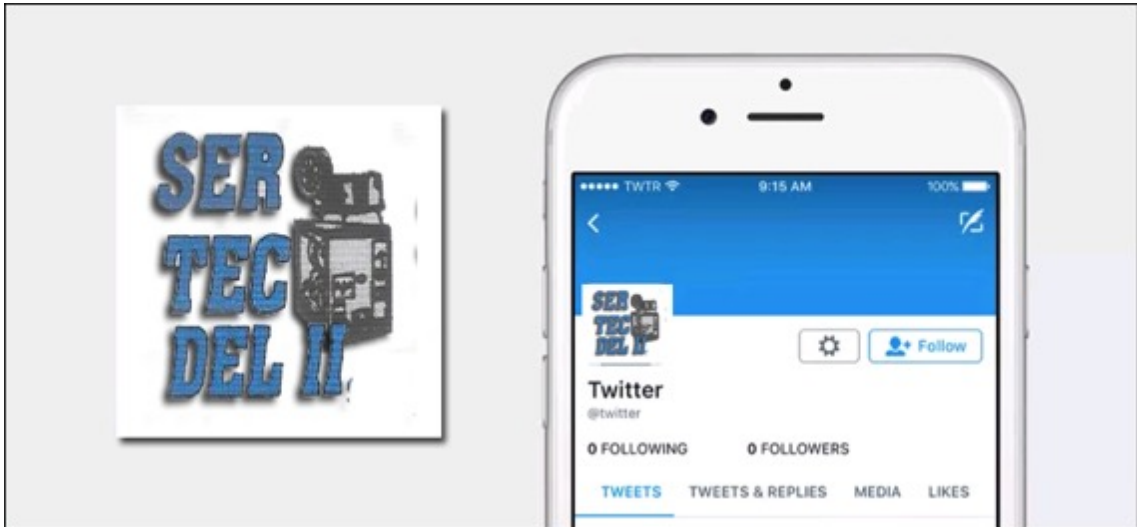 SER
TEC
DEL II
TWTR
9:15 AM
100%
SER
TEC
DEL II
Follow
Twitter
@twitter
0 FOLLOWING
0 FOLLOWERS
TWEETS
TWEETS & REPLIES
MEDIA
LIKES